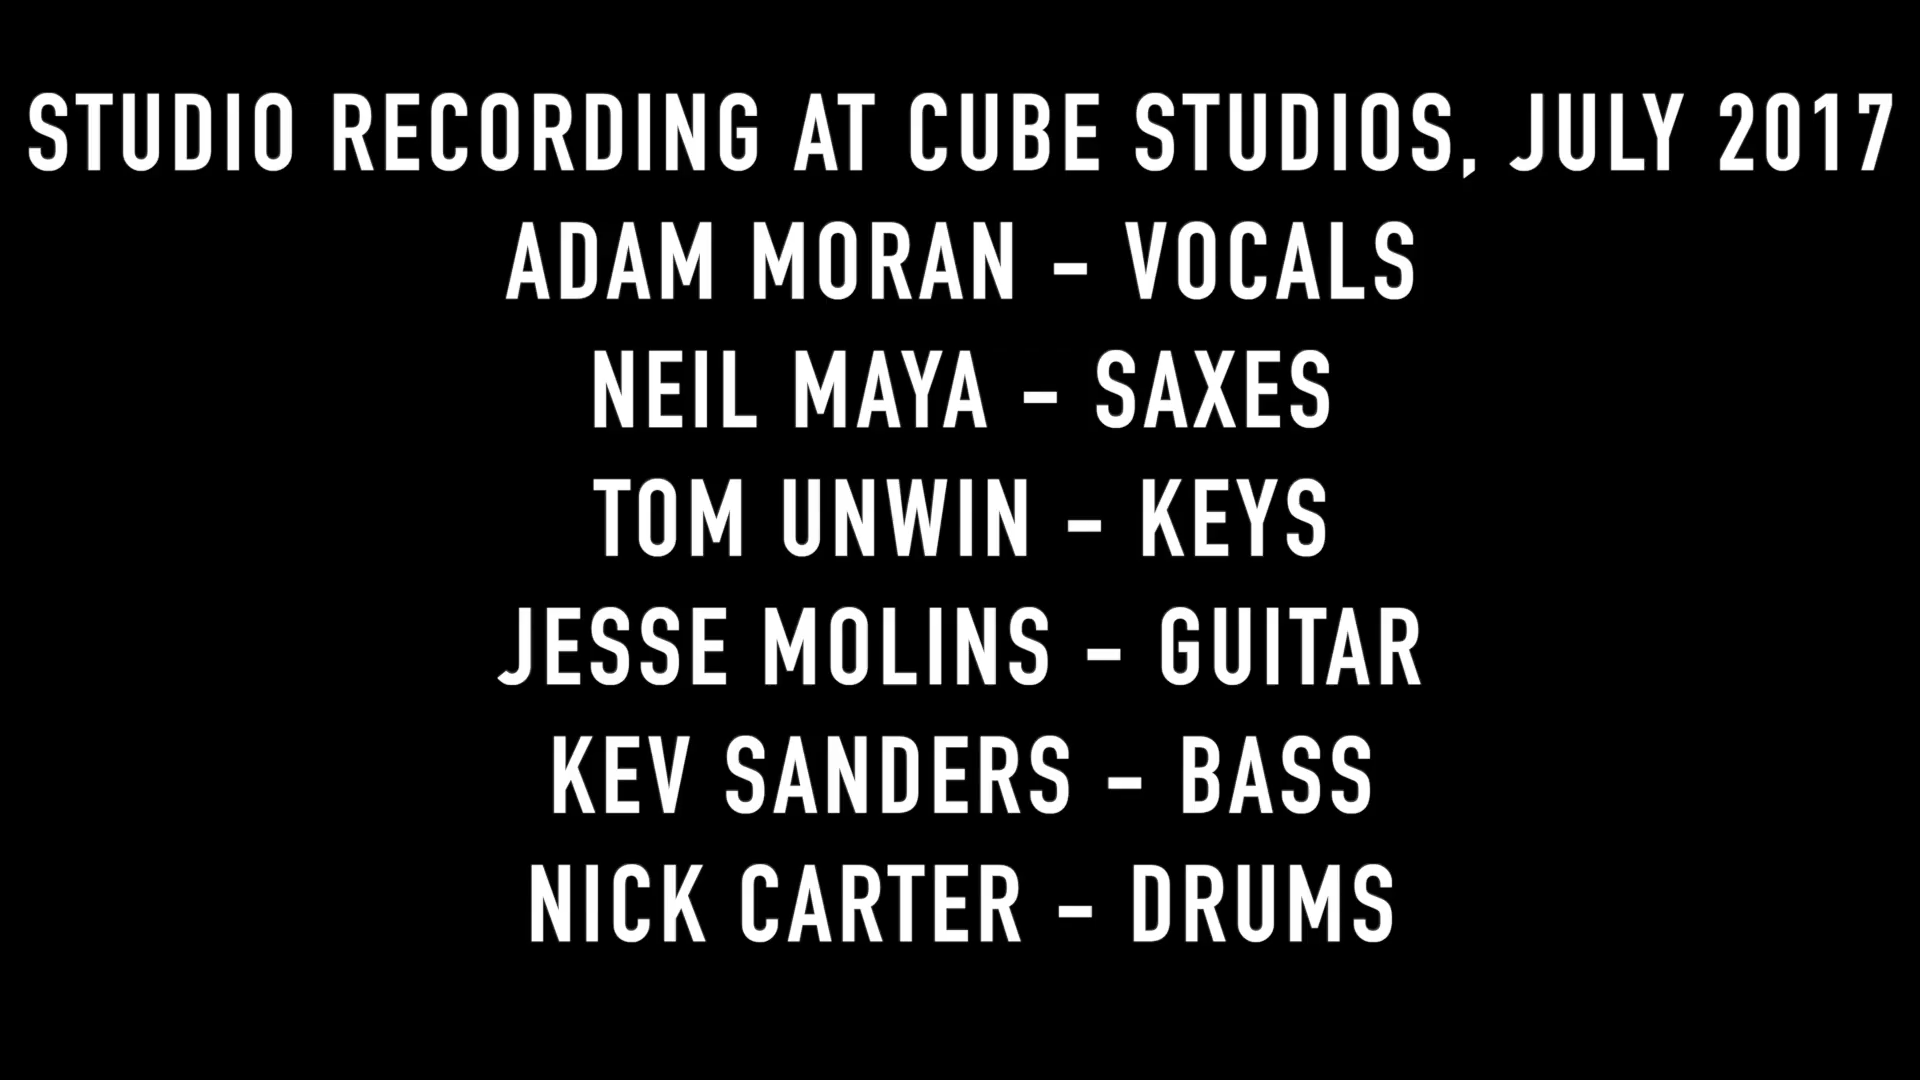 STUDIO RECORDING AT CUBE STUDIOS, JULY 2017
ADAM MORAN - VOCALS
NEIL MAYA - SAXES
TOM UNWIN - KEYS
JESSE MOLINS - GUITAR
KEV SANDERS - BASS
NICK CARTER - DRUMS